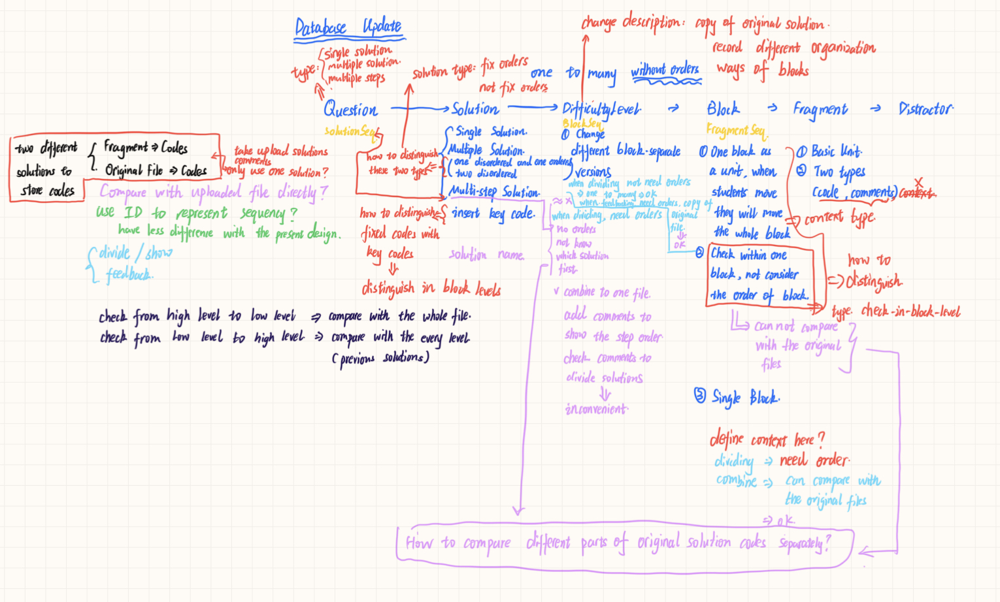 Database Update
change description: copy of original solution.
record different organization
ways of blocks
type:
single solution.
multiple solution.
multiple steps
solution type: fix orders
not fix orders
one to many without orders
Question → Solution → DifficultyLevel. → Block → Fragment → Distractor.
solutionSeq
BlockSeq
FragmentSeq.
two different
solutions to
store codes
Fragment ⇒ Codes
Original File ⇒ Codes
take upload solutions
comments
only use one solution?
Compare with uploaded file directly?
use ID to represent sequency?
have less difference with the present design.
divide / show
feedback.
how to distinguish
these two types
Single Solution.
Multiple Solution.
(one disordered and one ordered)
two disordered
Multi-step Solution.
insert key code.
how to distinguish
fixed codes with
key codes
⇓
distinguish in block levels
solution name.
① Change
different block-separate
versions
when dividing not need orders
⇒ one to many ⇒ OK
when feedbacking, need orders, copy of
original
file.
⇓
OK
when dividing, need orders
≈ x
no orders
not know
which solution
first.
√ combine to one file.
add comments to
show the step order.
check comments to
divide solutions
⇓
inconvenient.
① One block as
a unit, when
students move
they will move
the whole block
② Check within one
block, not consider
the order of block.
① Basic Unit.
② Two types
(code, comments) context
x
⇒ content type.
how to
⇒ distinguish.
⇒ type. check-in-block-level
can not compare
with the original
files
③ Single Block.
define context here?
dividing ⇒ need order.
combine ⇒ can compare with
the original files
⇒ ok.
check from high level to low level ⇒ compare with the whole file.
check from low level to high level ⇒ compare with the every level
(previous solutions)
How to compare different parts of original solution codes separately?